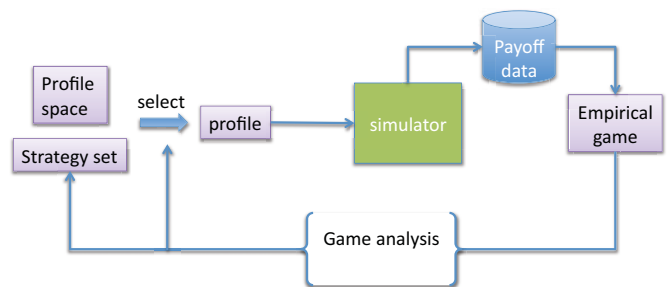 Payoff
data
Profile
space
select
profile
simulator
Empirical
game
Strategy set
Game analysis